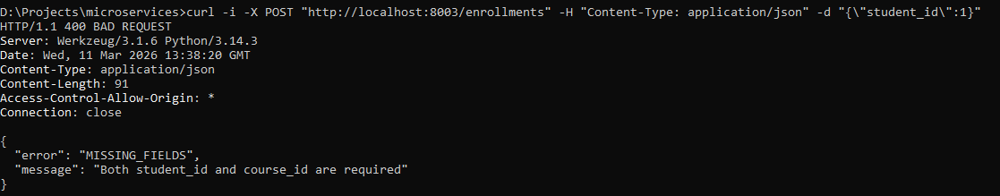 D:\Projects\microservices>curl -i -X POST "http://localhost:8003/enrollments" -H "Content-Type: application/json" -d "{\"student_id\":1}"
HTTP/1.1 400 BAD REQUEST
Server: Werkzeug/3.1.6 Python/3.14.3
Date: Wed, 11 Mar 2026 13:38:20 GMT
Content-Type: application/json
Content-Length: 91
Access-Control-Allow-Origin: *
Connection: close

{
  "error": "MISSING_FIELDS",
  "message": "Both student_id and course_id are required"
}